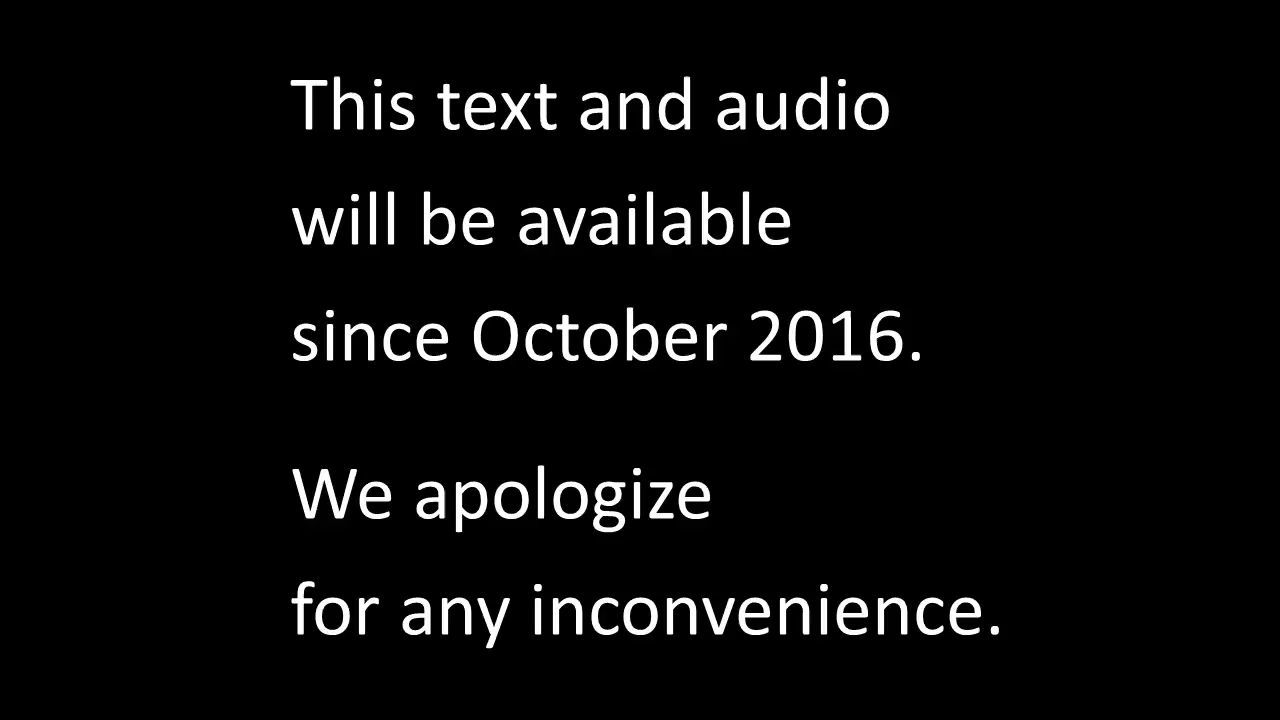 This text and audio
will be available
since October 2016.
We apologize
for any inconvenience.